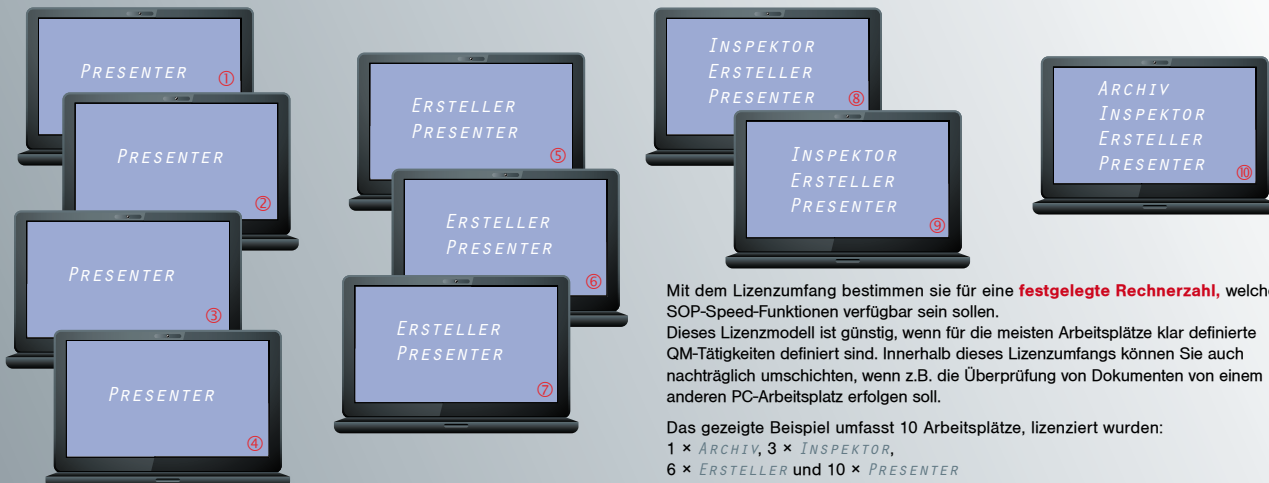 PRESENTER ①
PRESENTER ②
PRESENTER ③
PRESENTER ④
ERSTELLER
PRESENTER ⑤
ERSTELLER
PRESENTER ⑥
ERSTELLER
PRESENTER ⑦
INSPEKTOR
ERSTELLER
PRESENTER ⑧
INSPEKTOR
ERSTELLER
PRESENTER ⑨
ARCHIV
INSPEKTOR
ERSTELLER
PRESENTER ⑩
Mit dem Lizenzumfang bestimmen sie für eine festgelegte Rechnerzahl, welche
SOP-Speed-Funktionen verfügbar sein sollen.
Dieses Lizenzmodell ist günstig, wenn für die meisten Arbeitsplätze klar definierte
QM-Tätigkeiten definiert sind. Innerhalb dieses Lizenzumfangs können Sie auch
nachträglich umschichten, wenn z.B. die Überprüfung von Dokumenten von einem
anderen PC-Arbeitsplatz erfolgen soll.
Das gezeigte Beispiel umfasst 10 Arbeitsplätze, lizenziert wurden:
1 × ARCHIV, 3 × INSPEKTOR,
6 × ERSTELLER und 10 × PRESENTER